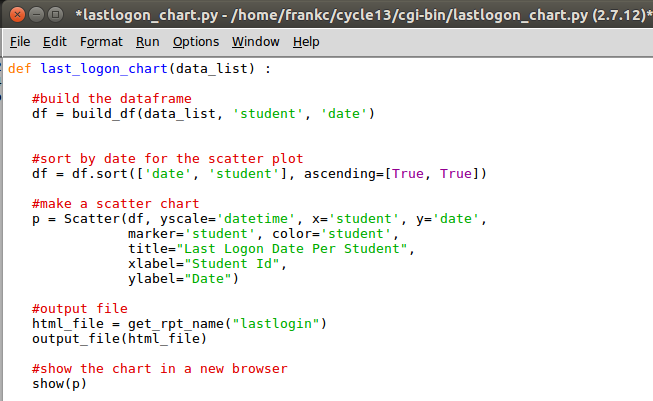 *lastlogon_chart.py - /home/frankc/cycle13/cgi-bin/lastlogon_chart.py (2.7.12)*
File Edit Format Run Options Window Help
def last_logon_chart(data_list) :
#build the dataframe
df = build_df(data_list, 'student', 'date')
#sort by date for the scatter plot
df = df.sort(['date', 'student'], ascending=[True, True])
#make a scatter chart
p = Scatter(df, yscale='datetime', x='student', y='date',
marker='student', color='student',
title="Last Logon Date Per Student",
xlabel="Student Id",
ylabel="Date")
#output file
html_file = get_rpt_name("lastlogin")
output_file(html_file)
#show the chart in a new browser
show(p)